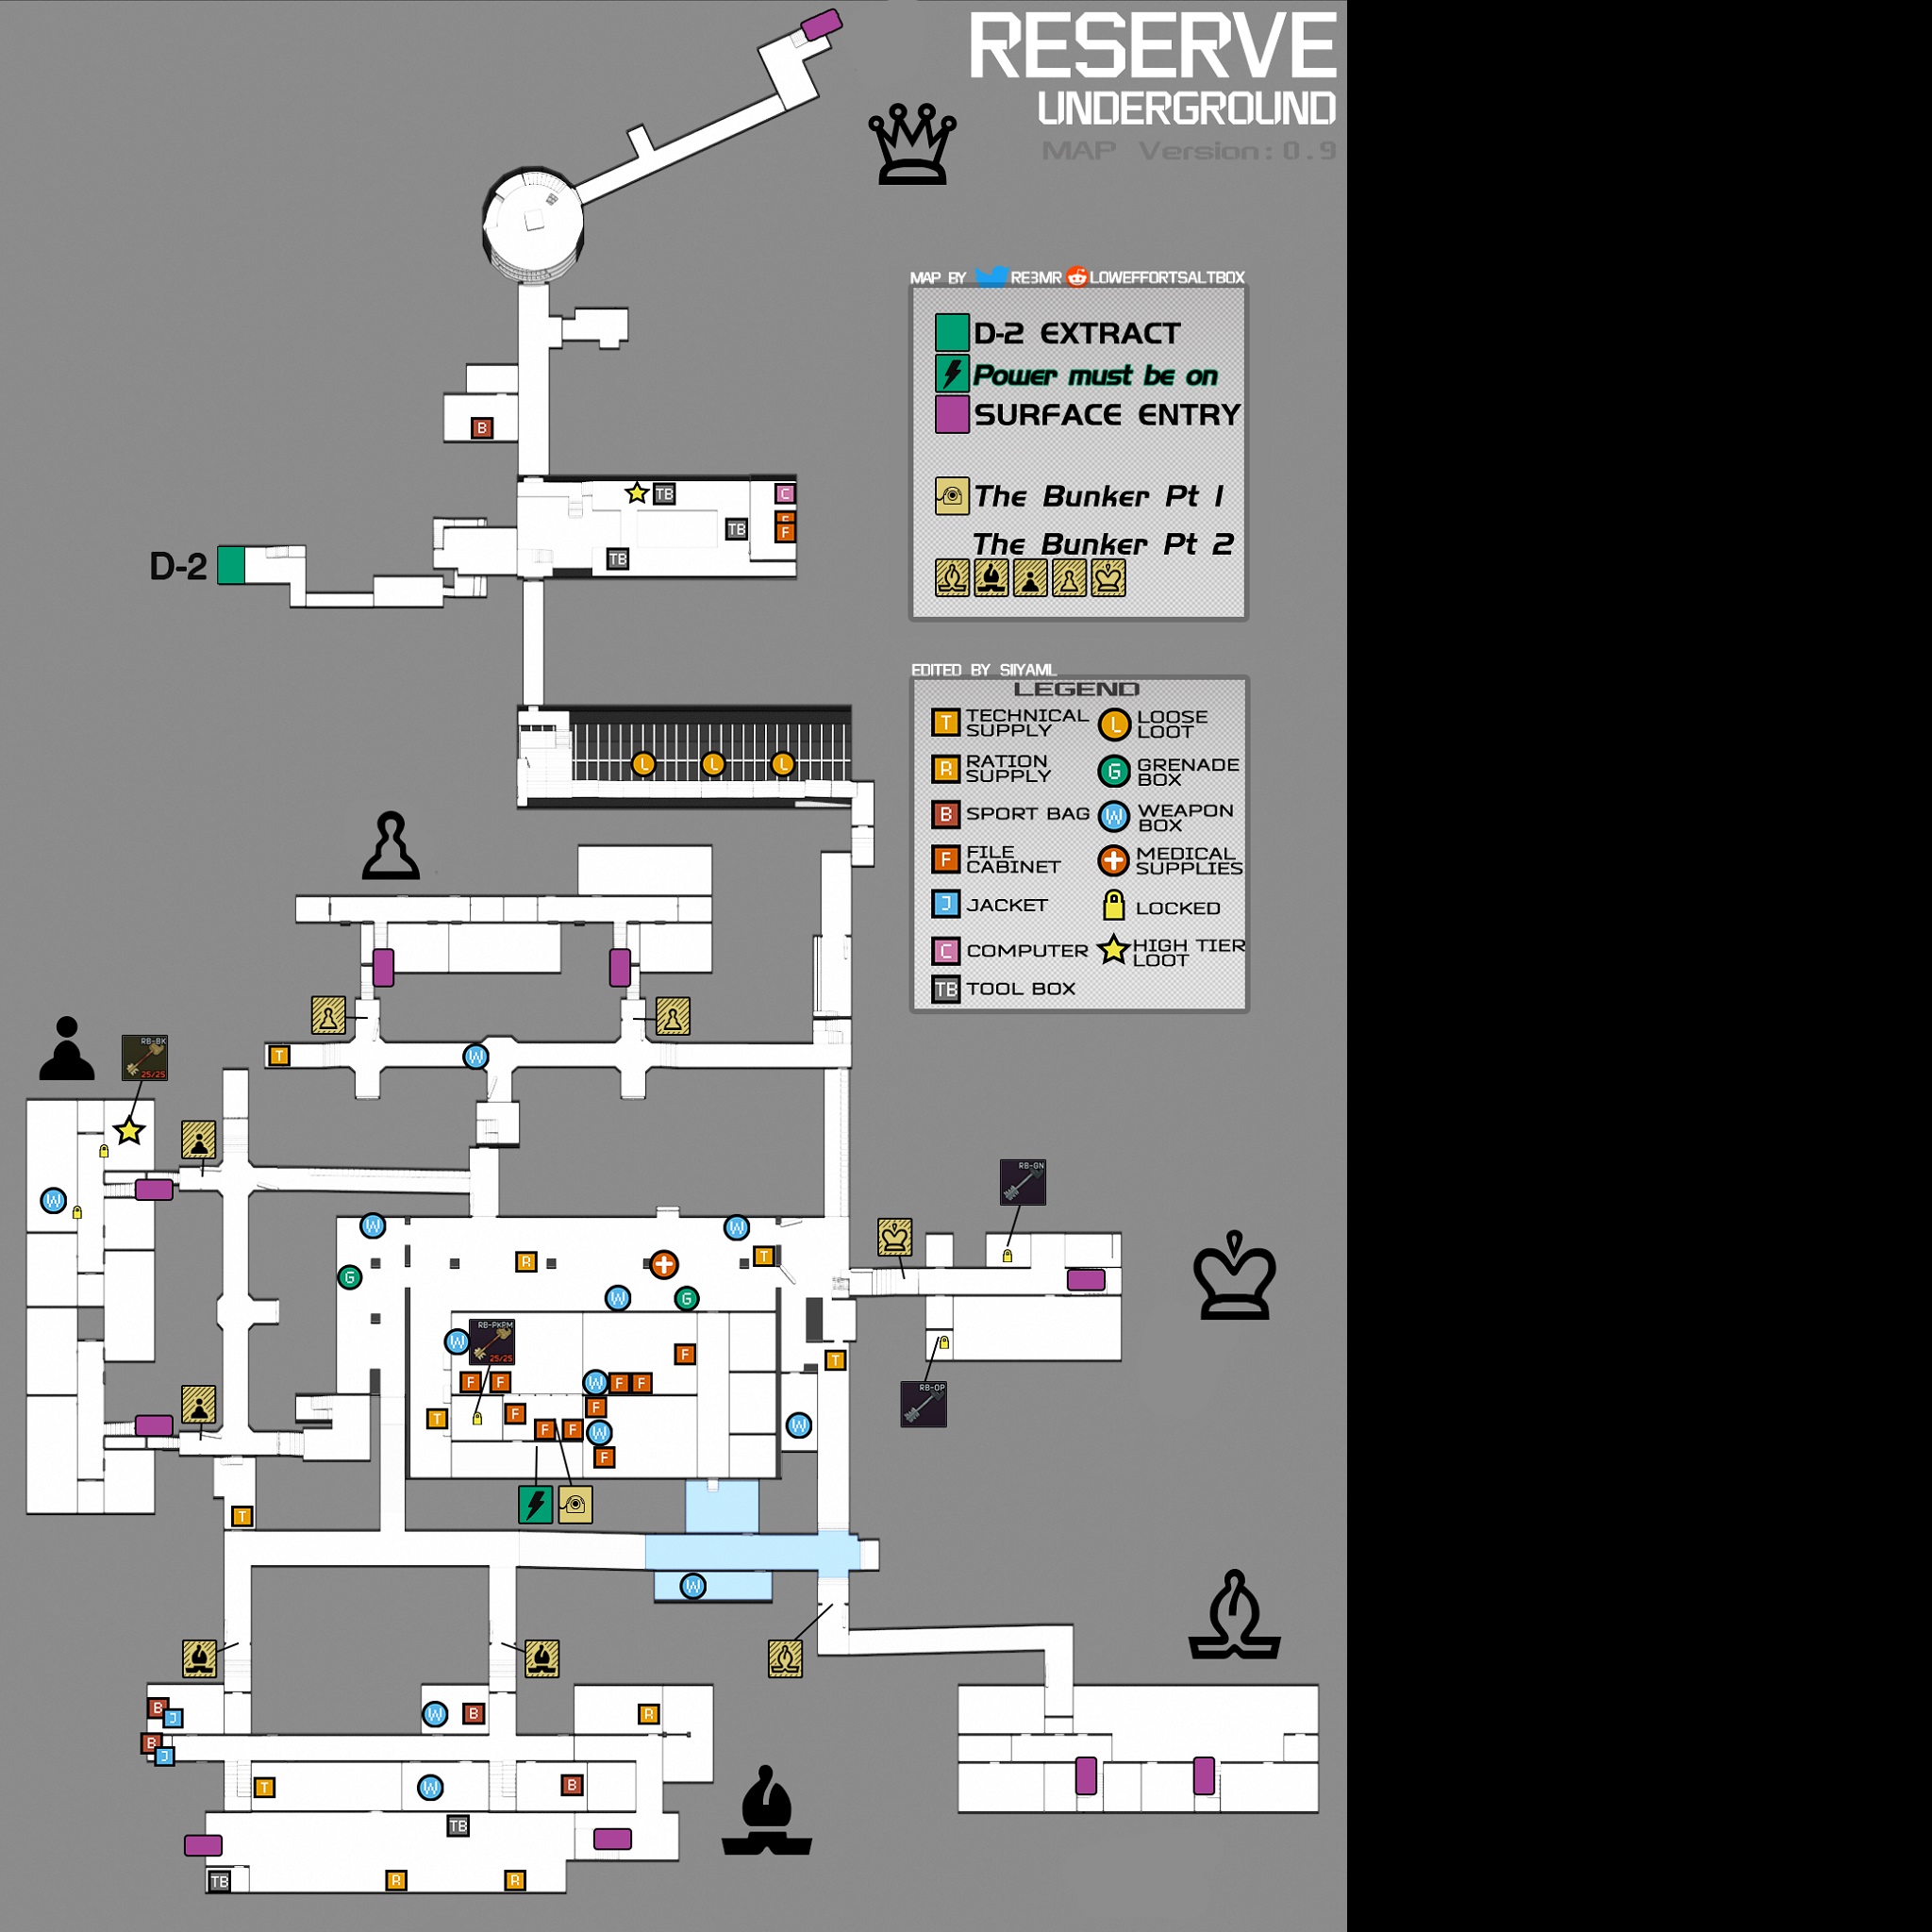 RESERVE
UNDERGROUND
MAP Version: 0.9
MAP BY RE3MR LOWEFFORTSALTBOX
D-2 EXTRACT
Power must be on
SURFACE ENTRY
The Bunker Pt 1
The Bunker Pt 2
EDITED BY SIIYAML
LEGEND
T TECHNICAL SUPPLY
L LOOSE LOOT
R RATION SUPPLY
G GRENADE BOX
B SPORT BAG
W WEAPON BOX
F FILE CABINET
MEDICAL SUPPLIES
J JACKET
LOCKED
C COMPUTER
HIGH TIER LOOT
TB TOOL BOX
B
TB
C
F
TB
F
TB
D-2
L L L
T
W
RB-BK
25/25
W
RB-GN
W
W
R
T
G
W
G
RB-PKPM
25/25
W
F
T
F
F
W
F
F
RB-OP
T
F
F
F
F
W
W
F
T
W
B
J
W
B
R
B
J
T
W
B
TB
TB
R
R